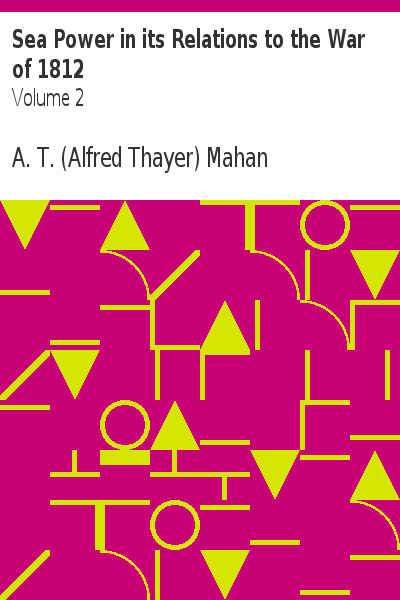 Sea Power in its Relations to the War
of 1812
Volume 2
A. T. (Alfred Thayer) Mahan